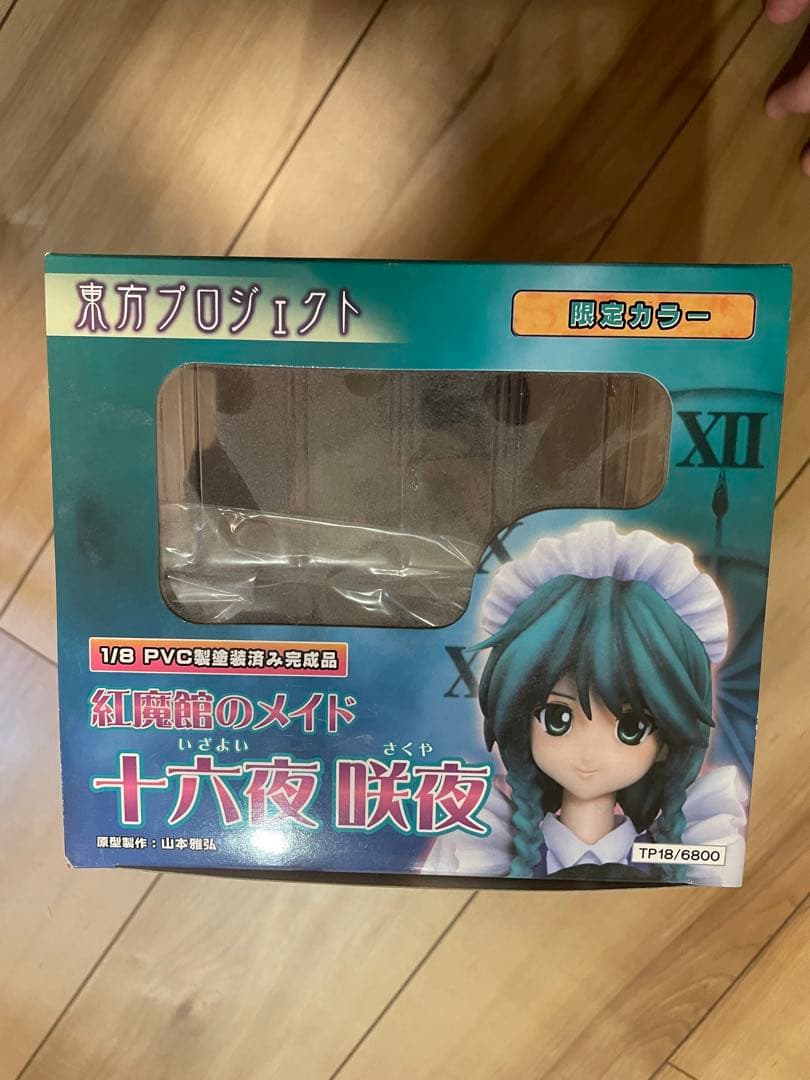 東方プロジェクト
限定カラー
XII
X
X
1/8 PVC製塗装済み完成品
紅魔館のメイド
いざよい さくや
十六夜 咲夜
原型製作：山本雅弘
TP18/6800